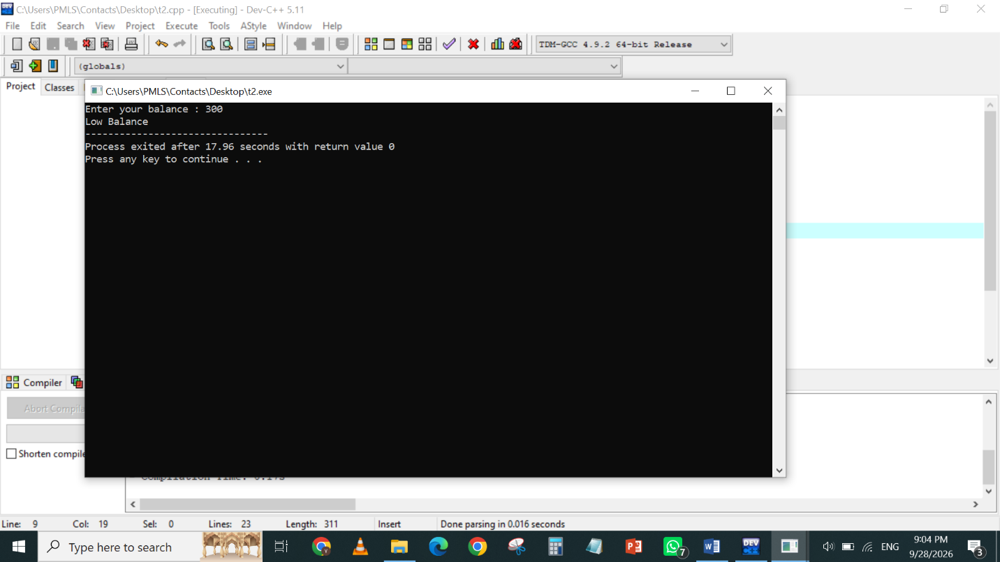 C:\Users\PMLS\Contacts\Desktop\t2.cpp - [Executing] - Dev-C++ 5.11
File Edit Search View Project Execute Tools AStyle Window Help
TDM-GCC 4.9.2 64-bit Release
(globals)
Project Classes
C:\Users\PMLS\Contacts\Desktop\t2.exe
Enter your balance : 300
Low Balance
--------------------------------
Process exited after 17.96 seconds with return value 0
Press any key to continue . . .
Compiler
Abort Compila
Shorten compile
- Compilation Time: 0.17s
Line: 9 Col: 19 Sel: 0 Lines: 23 Length: 311 Insert Done parsing in 0.016 seconds
Type here to search
DEV
7
ENG
9:04 PM
9/28/2026
3